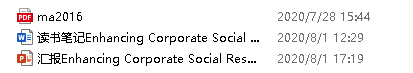 PDF ma2016 2020/7/28 15:44
W 读书笔记Enhancing Corporate Social ... 2020/8/1 12:29
P 汇报Enhancing Corporate Social Res... 2020/8/1 17:19